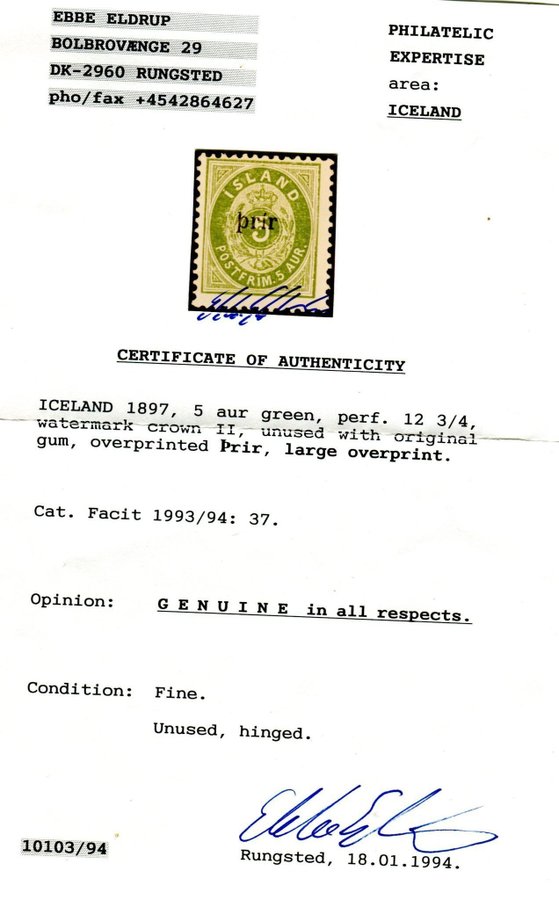 EBBE ELDRUP
BOLBROVÆNGE 29
DK-2960 RUNGSTED
pho/fax +4542864627
PHILATELIC
EXPERTISE
area:
ICELAND
ISLAND
þrír
5
POSTFRIM. 5 AUR.
CERTIFICATE OF AUTHENTICITY
ICELAND 1897, 5 aur green, perf. 12 3/4,
watermark crown II, unused with original
gum, overprinted Þrir, large overprint.
Cat. Facit 1993/94: 37.
Opinion: G E N U I N E in all respects.
Condition: Fine.
Unused, hinged.
10103/94
Rungsted, 18.01.1994.